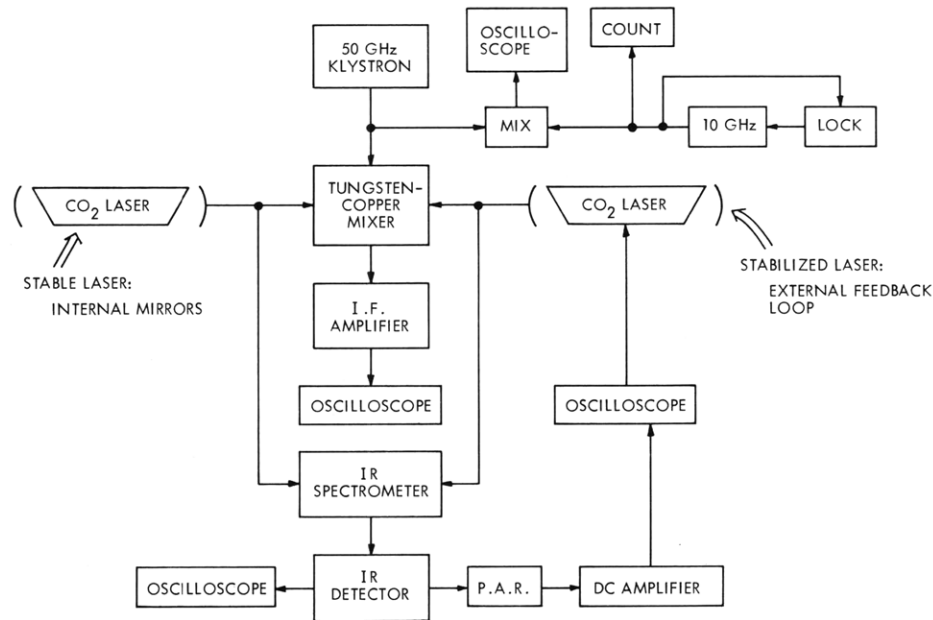 50 GHz
KLYSTRON
OSCILLO-
SCOPE
COUNT
MIX
10 GHz
LOCK
CO2 LASER
TUNGSTEN-
COPPER
MIXER
CO2 LASER
STABLE LASER:
INTERNAL MIRRORS
STABILIZED LASER:
EXTERNAL FEEDBACK
LOOP
I.F.
AMPLIFIER
OSCILLOSCOPE
OSCILLOSCOPE
IR
SPECTROMETER
OSCILLOSCOPE
IR
DETECTOR
P.A.R.
DC AMPLIFIER